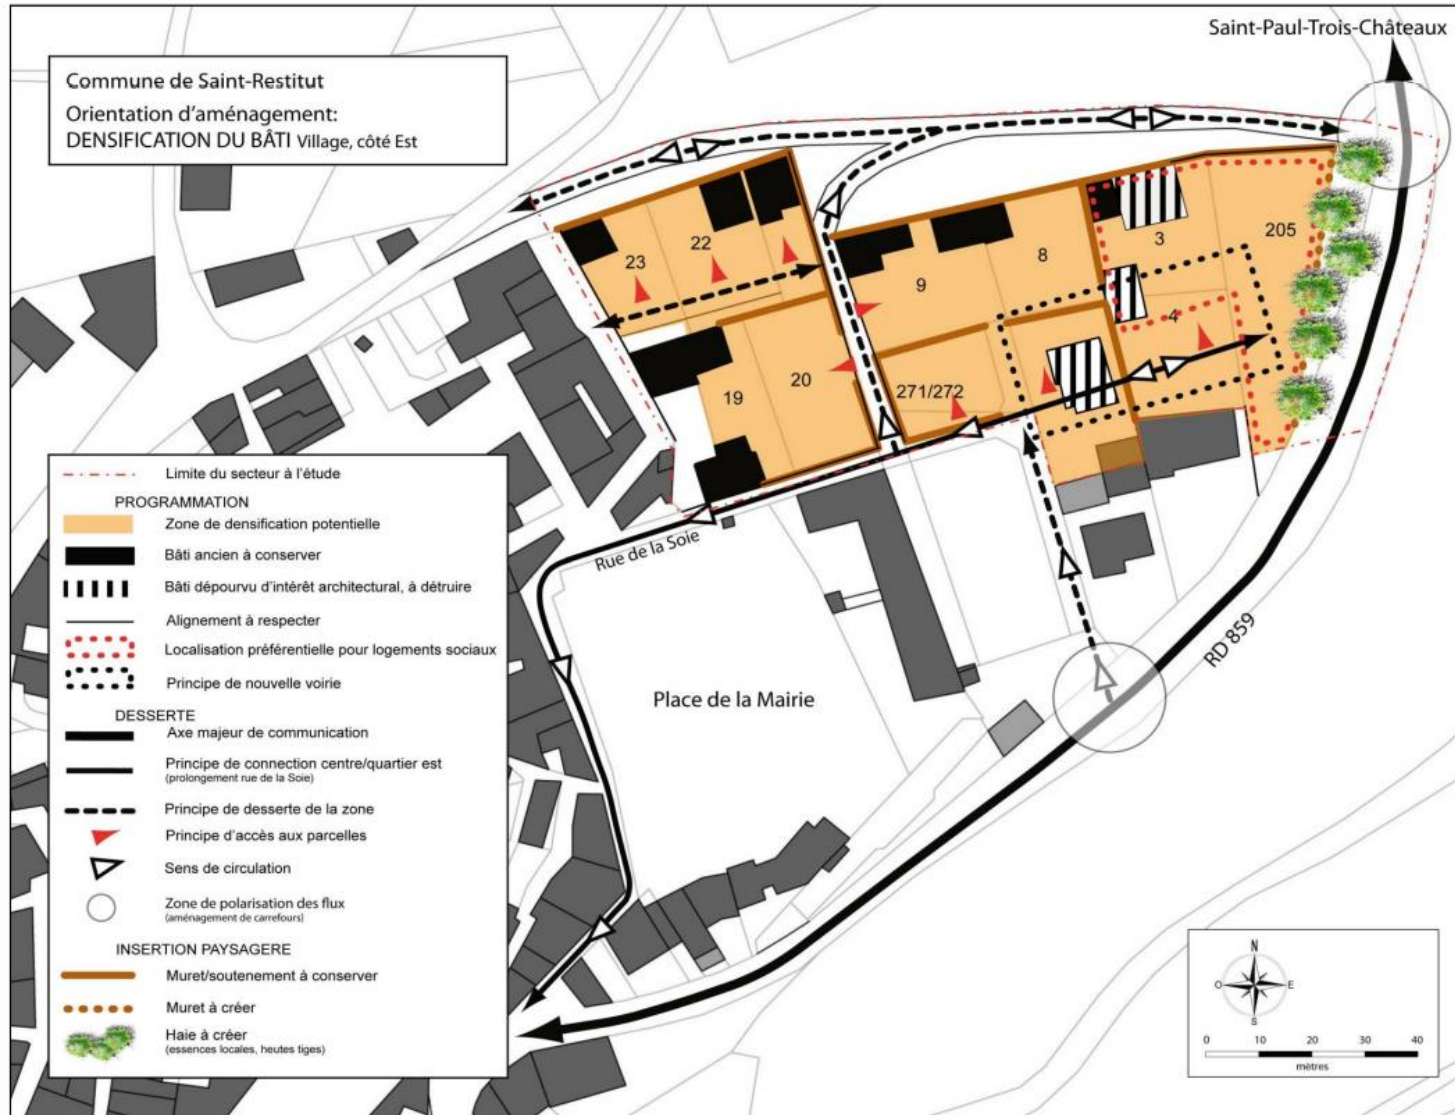 Saint-Paul-Trois-Châteaux
Commune de Saint-Restitut
Orientation d'aménagement:
DENSIFICATION DU BÂTI Village, côté Est
23
22
9
8
3
205
4
19
20
271/272
Rue de la Soie
Place de la Mairie
RD 859
Limite du secteur à l'étude
PROGRAMMATION
Zone de densification potentielle
Bâti ancien à conserver
Bâti dépourvu d'intérêt architectural, à détruire
Alignement à respecter
Localisation préférentielle pour logements sociaux
Principe de nouvelle voirie
DESSERTE
Axe majeur de communication
Principe de connection centre/quartier est
(prolongement rue de la Soie)
Principe de desserte de la zone
Principe d'accès aux parcelles
Sens de circulation
Zone de polarisation des flux
(aménagement de carrefours)
INSERTION PAYSAGERE
Muret/soutenement à conserver
Muret à créer
Haie à créer
(essences locales, heutes tiges)
N
O E
S
0 10 20 30 40
mètres